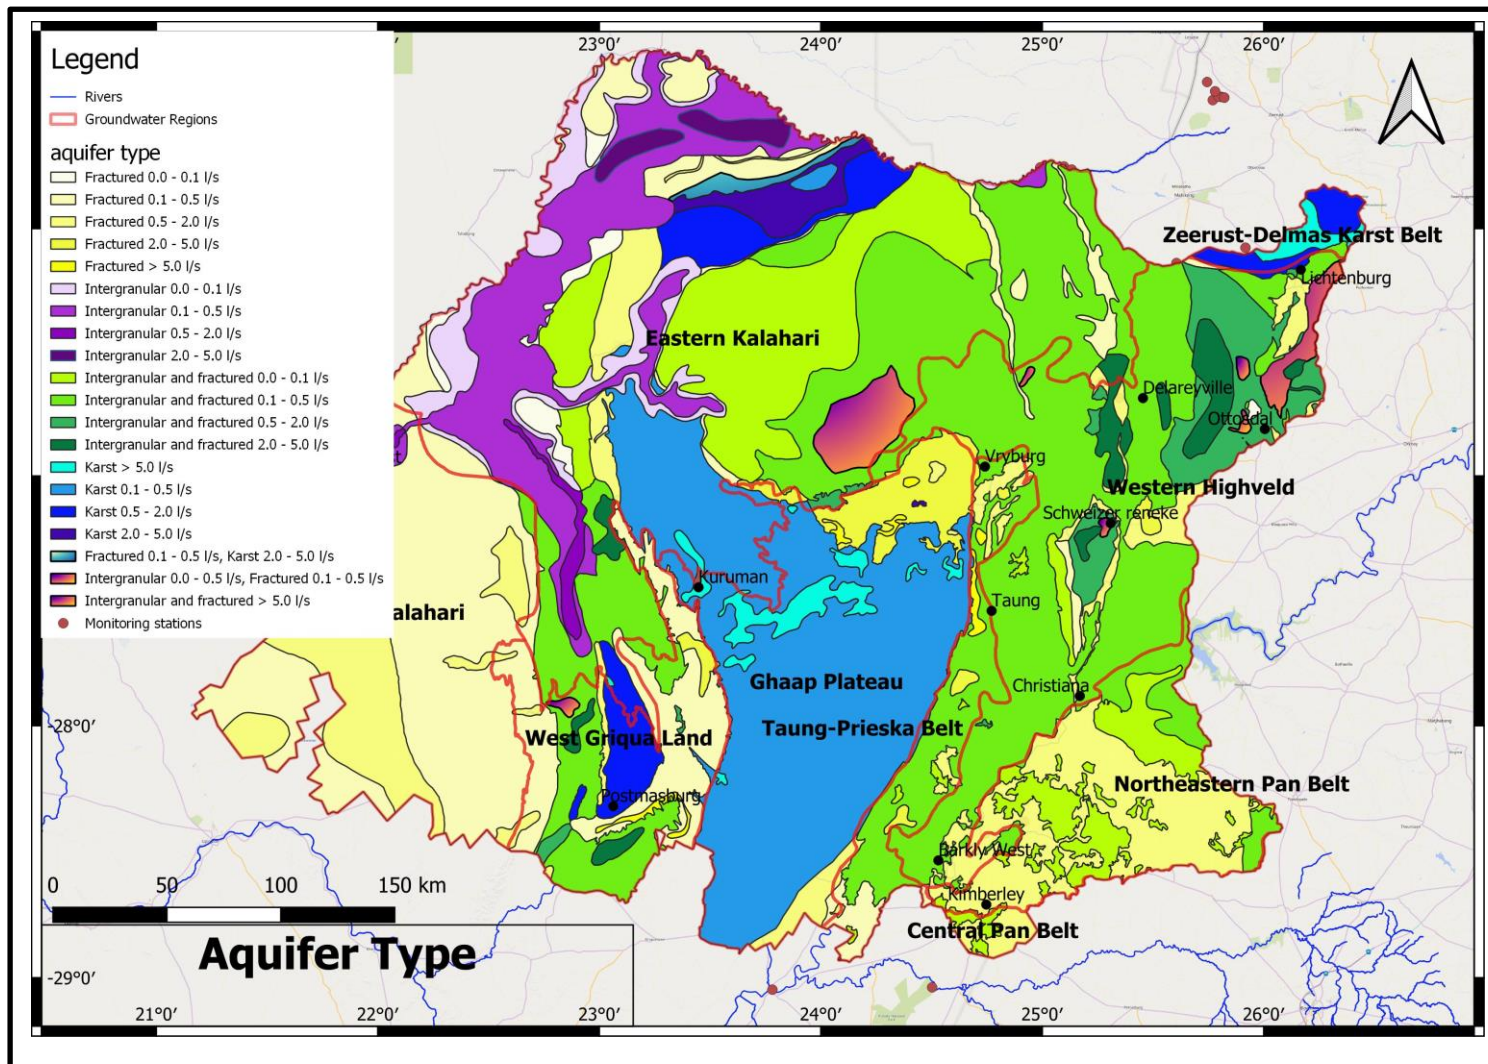 Legend
Rivers
Groundwater Regions
aquifer type
Fractured 0.0 - 0.1 l/s
Fractured 0.1 - 0.5 l/s
Fractured 0.5 - 2.0 l/s
Fractured 2.0 - 5.0 l/s
Fractured > 5.0 l/s
Intergranular 0.0 - 0.1 l/s
Intergranular 0.1 - 0.5 l/s
Intergranular 0.5 - 2.0 l/s
Intergranular 2.0 - 5.0 l/s
Intergranular and fractured 0.0 - 0.1 l/s
Intergranular and fractured 0.1 - 0.5 l/s
Intergranular and fractured 0.5 - 2.0 l/s
Intergranular and fractured 2.0 - 5.0 l/s
Karst > 5.0 l/s
Karst 0.1 - 0.5 l/s
Karst 0.5 - 2.0 l/s
Karst 2.0 - 5.0 l/s
Fractured 0.1 - 0.5 l/s, Karst 2.0 - 5.0 l/s
Intergranular 0.0 - 0.5 l/s, Fractured 0.1 - 0.5 l/s
Intergranular and fractured > 5.0 l/s
Monitoring stations
23°0′ 24°0′ 25°0′ 26°0′
Zeerust-Delmas Karst Belt
Lichtenburg
Eastern Kalahari
Delareyville
Ottosdal
Vryburg
Western Highveld
Schweizer reneke
Kuruman
Taung
alahari
Ghaap Plateau
Christiana
-28°0′
Taung-Prieska Belt
West Griqua Land
Northeastern Pan Belt
Postmasburg
Barkly West
Kimberley
Central Pan Belt
0 50 100 150 km
Aquifer Type
-29°0′
21°0′ 22°0′ 23°0′ 24°0′ 25°0′ 26°0′